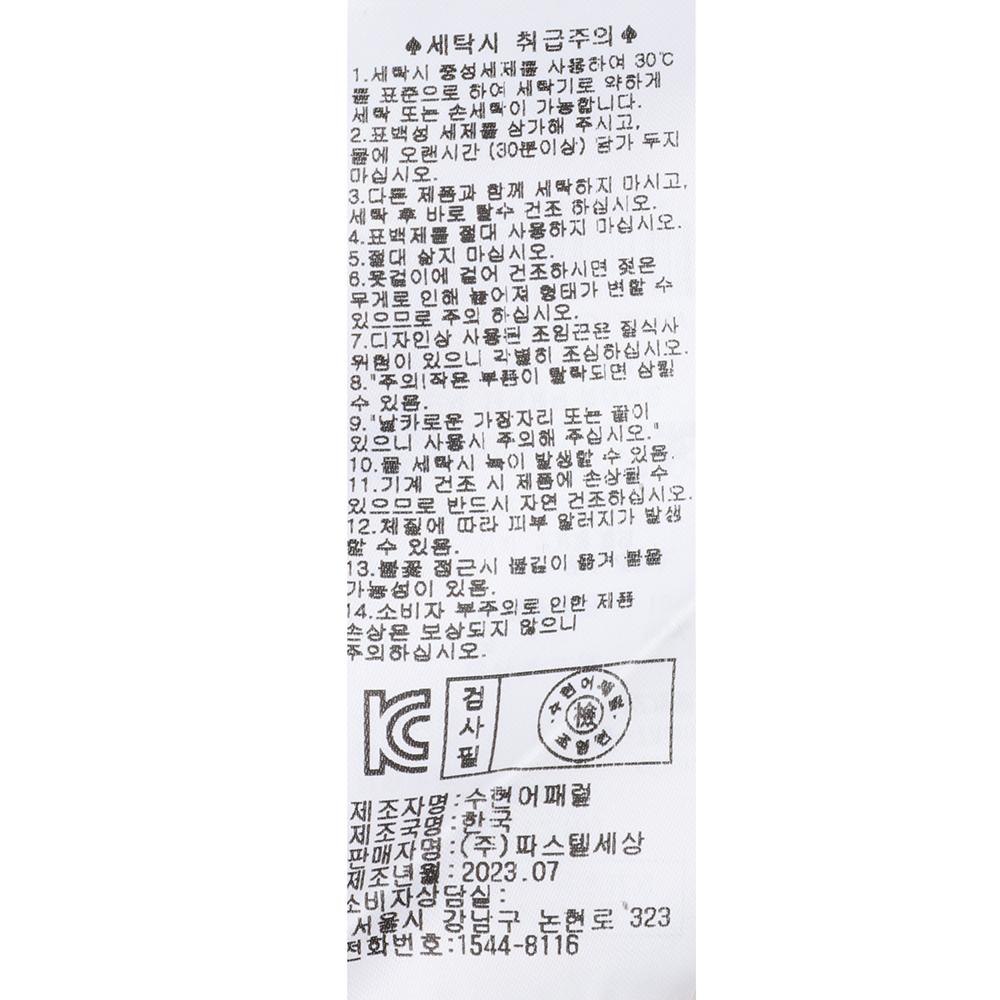 ♠세탁시 취급주의♠
1.세탁시 중성세제를 사용하여 30℃
를 표준으로 하여 세탁기로 약하게
세탁 또는 손세탁이 가능합니다.
2.표백성 세제를 삼가해 주시고,
물에 오랜시간 (30분이상) 담가 두지
마십시오.
3.다른 제품과 함께 세탁하지 마시고,
세탁 후 바로 탈수 건조 하십시오.
4.표백제를 절대 사용하지 마십시오.
5.절대 삶지 마십시오.
6.옷걸이에 걸어 건조하시면 젖은
무게로 인해 늘어져 형태가 변할 수
있으므로 주의 하십시오.
7.디자인상 사용된 조임끈은 질식사
위험이 있으니 각별히 조심하십시오.
8."주의!작은 부품이 탈락되면 삼킬
수 있음.
9."날카로운 가장자리 또는 끝이
있으니 사용시 주의해 주십시오."
10.물 세탁시 녹이 발생할 수 있음.
11.기계 건조 시 제품에 손상될 수
있으므로 반드시 자연 건조하십시오.
12.체질에 따라 피부 알러지가 발생
할 수 있음.
13.불꽃 접근시 불길이 옮겨 붙을
가능성이 있음.
14.소비자 부주의로 인한 제품
손상은 보상되지 않으니
주의하십시오.
KC
검사필
수현어패럴
檢
조영현
제조자명:수현어패럴
제조국명:한국
판매자명:(주)파스텔세상
제조년월:2023.07
소비자상담실:
서울시 강남구 논현로 323
전화번호:1544-8116